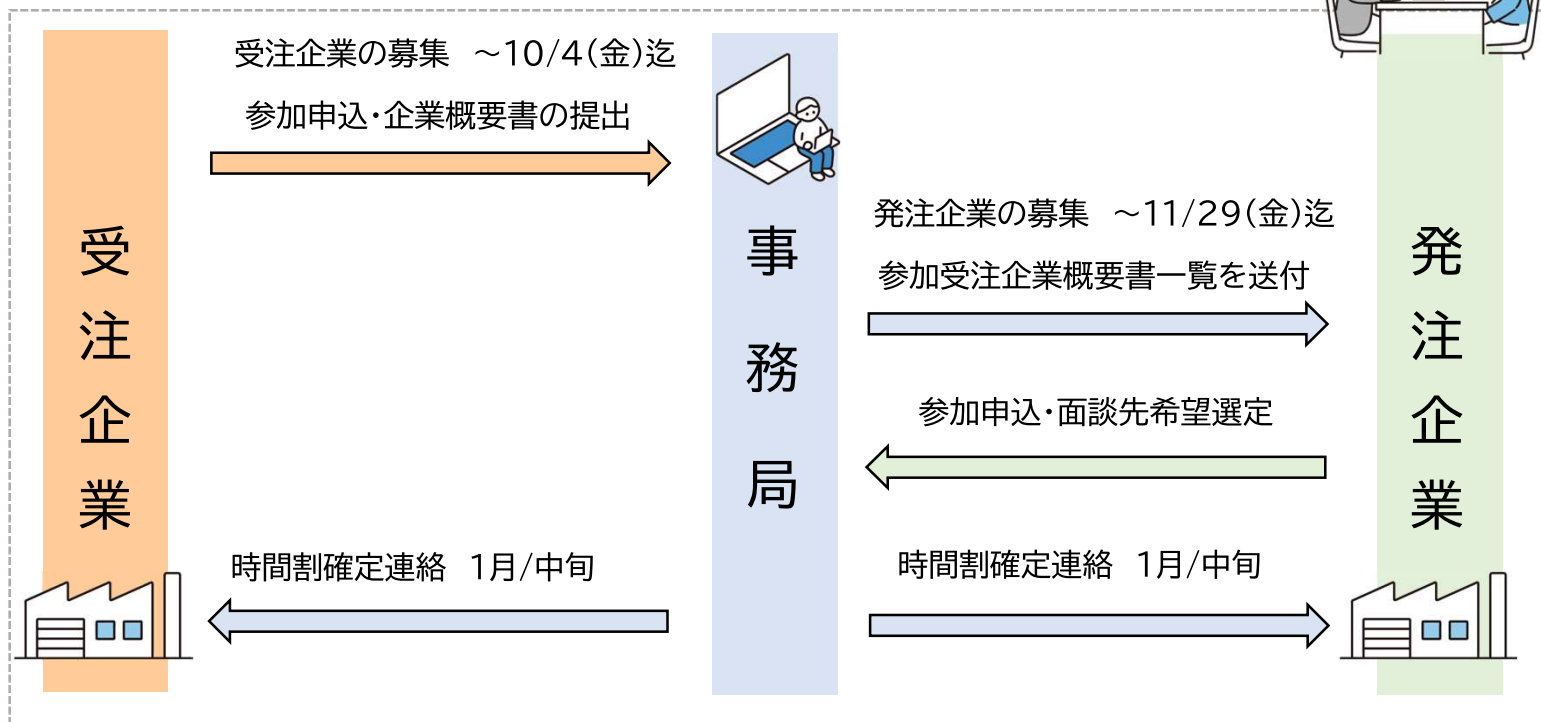 受注企業の募集　～10/4(金)迄
参加申込・企業概要書の提出
受注企業
事務局
発注企業
発注企業の募集　～11/29(金)迄
参加受注企業概要書一覧を送付
参加申込・面談先希望選定
時間割確定連絡　1月/中旬
時間割確定連絡　1月/中旬